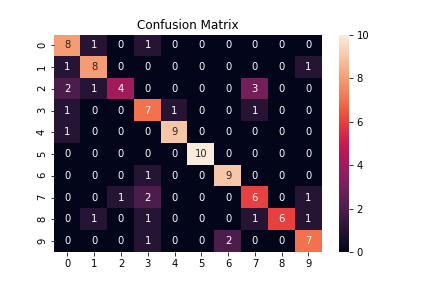 Confusion Matrix
0 8 1 0 1 0 0 0 0 0 0
1 1 8 0 0 0 0 0 0 0 1
2 2 1 4 0 0 0 0 3 0 0
3 1 0 0 7 1 0 0 1 0 0
4 1 0 0 0 9 0 0 0 0 0
5 0 0 0 0 0 10 0 0 0 0
6 0 0 0 1 0 0 9 0 0 0
7 0 0 1 2 0 0 0 6 0 1
8 0 1 0 1 0 0 0 1 6 1
9 0 0 0 1 0 0 2 0 0 7
0 1 2 3 4 5 6 7 8 9
10
8
6
4
2
0